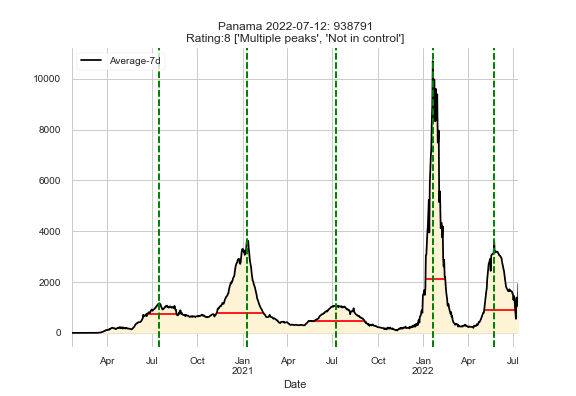 Panama 2022-07-12: 938791
Rating:8 ['Multiple peaks', 'Not in control']
Average-7d
10000
8000
6000
4000
2000
0
Apr Jul Oct Jan Apr Jul Oct Jan Apr Jul
2021 2022
Date